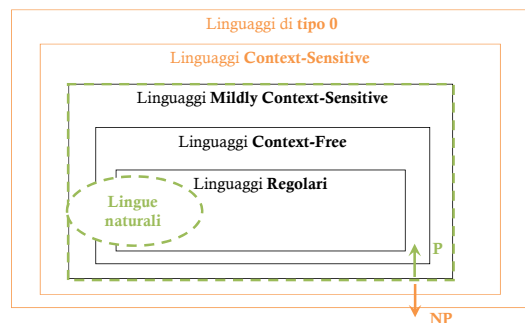 Linguaggi di tipo 0
Linguaggi Context-Sensitive
Linguaggi Mildly Context-Sensitive
Linguaggi Context-Free
Linguaggi Regolari
Lingue
naturali
P
NP